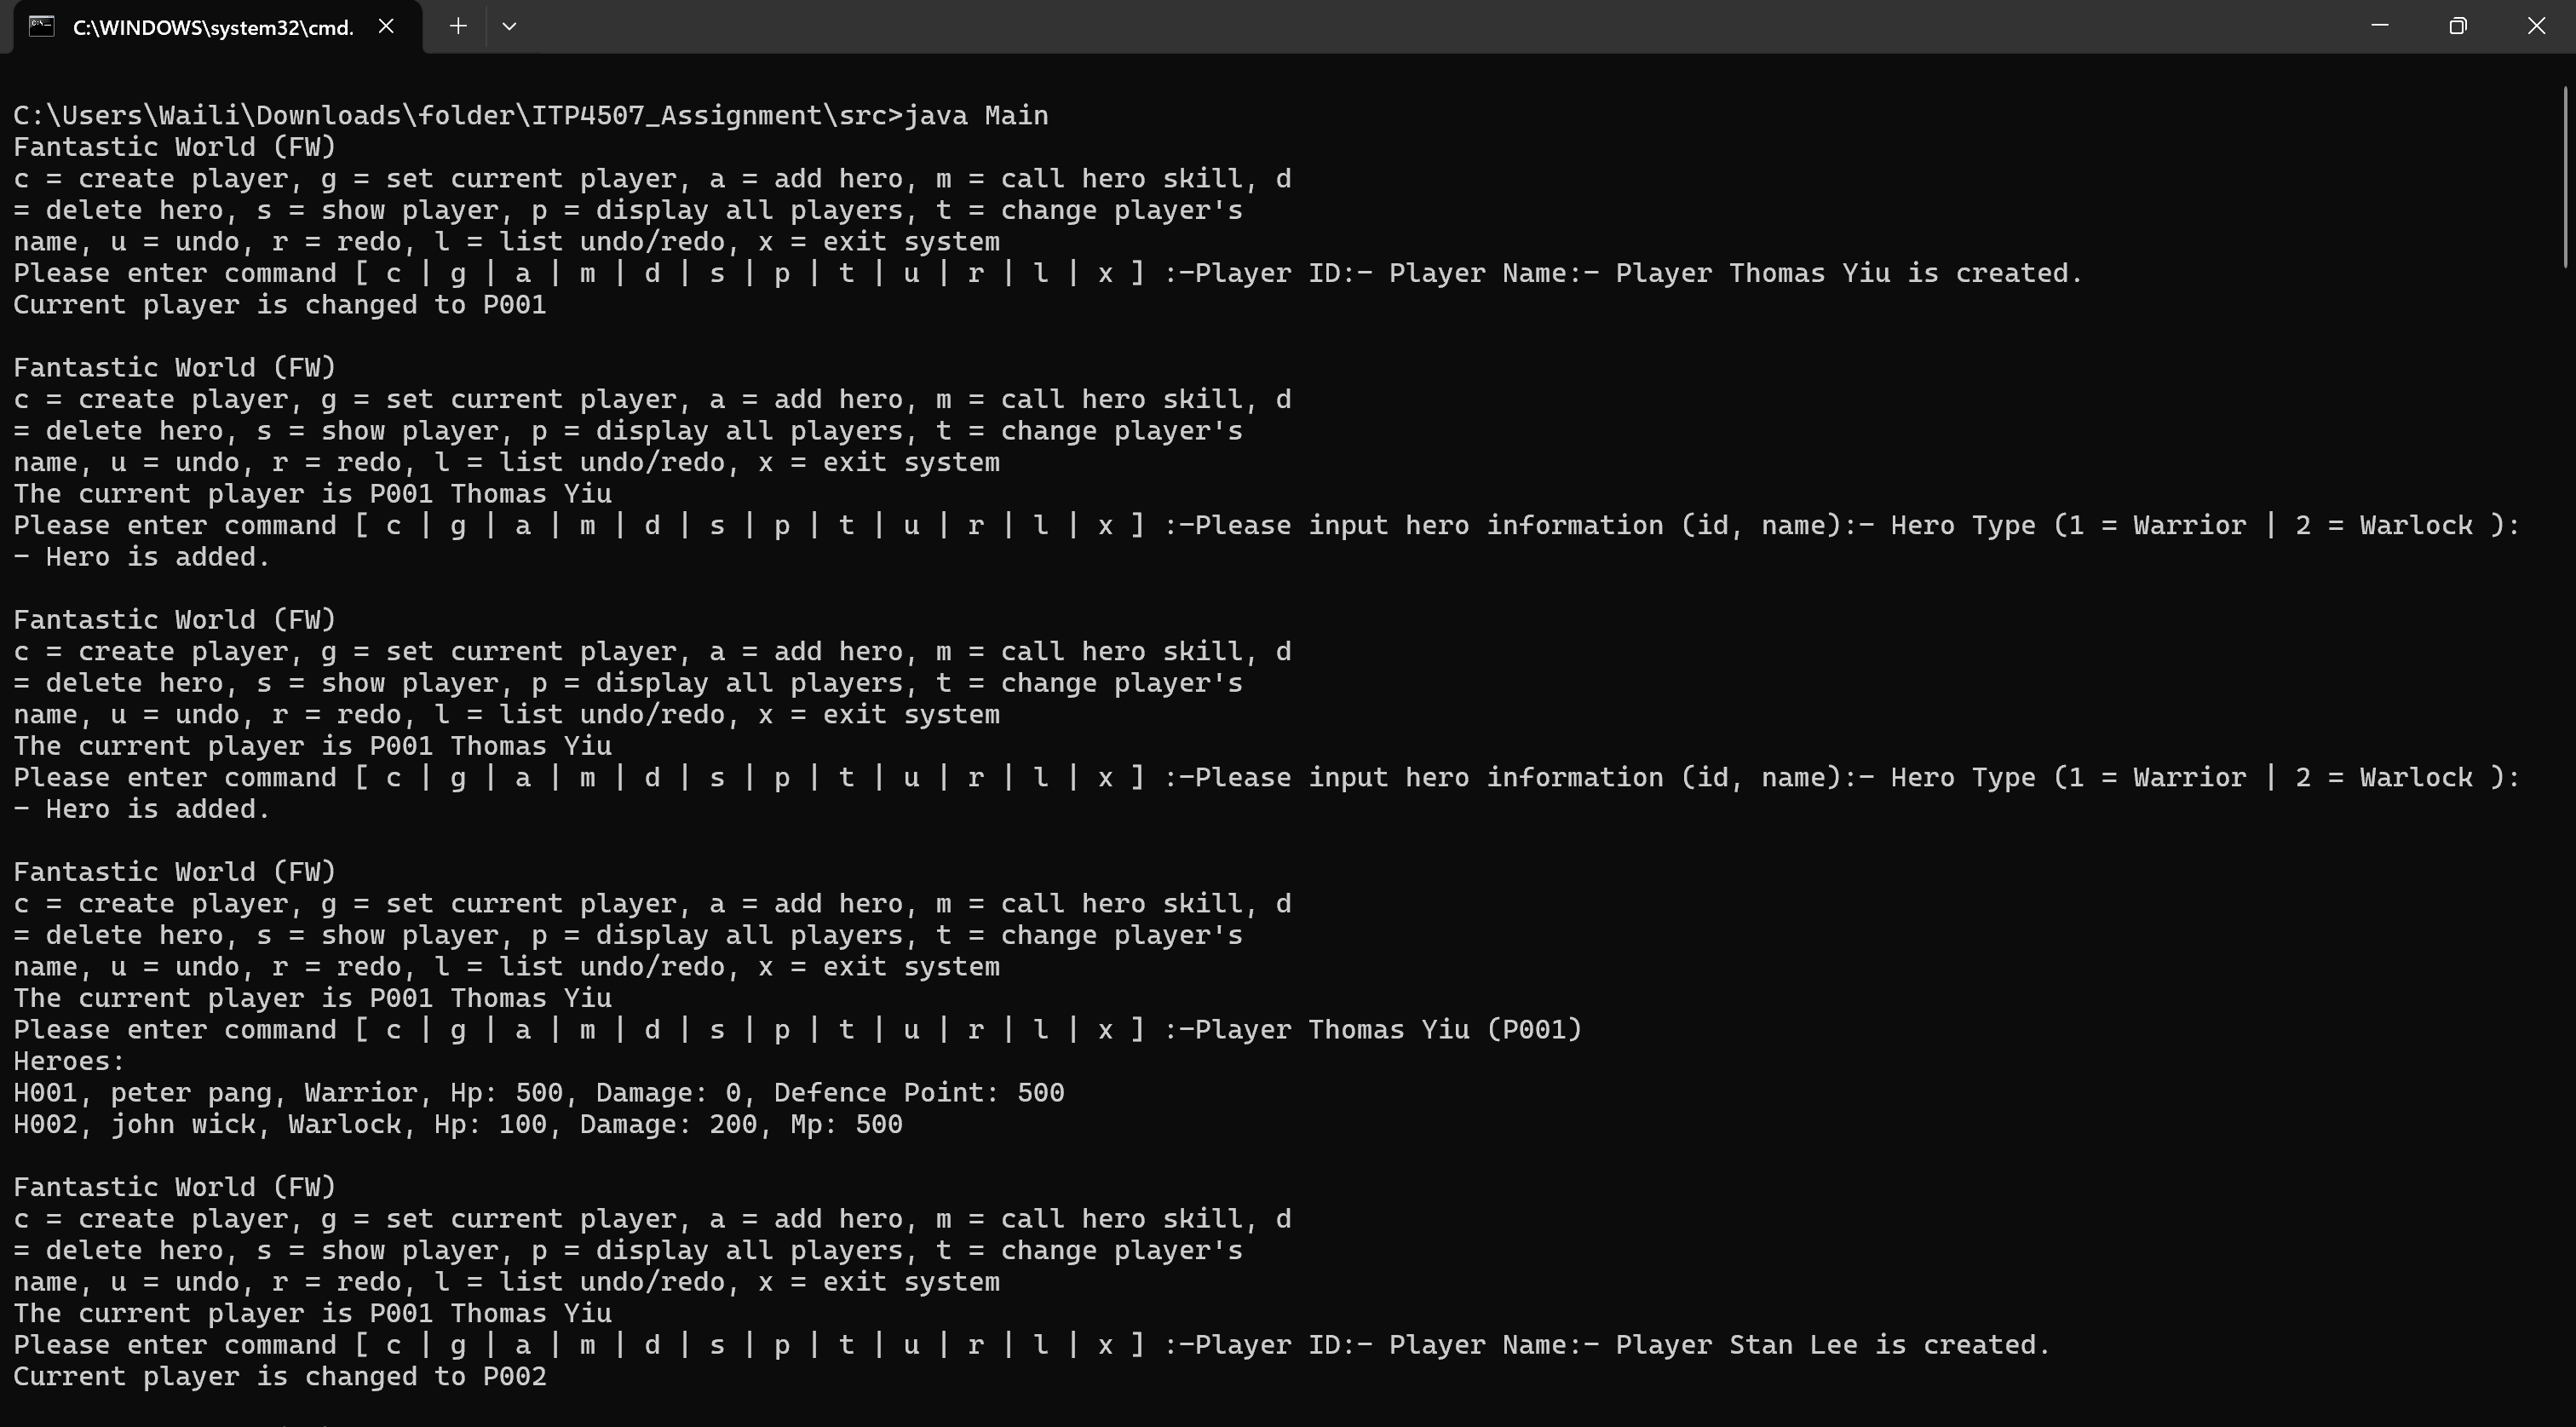 C:\WINDOWS\system32\cmd.
C:\Users\Waili\Downloads\folder\ITP4507_Assignment\src>java Main
Fantastic World (FW)
c = create player, g = set current player, a = add hero, m = call hero skill, d
= delete hero, s = show player, p = display all players, t = change player's
name, u = undo, r = redo, l = list undo/redo, x = exit system
Please enter command [ c | g | a | m | d | s | p | t | u | r | l | x ] :-Player ID:- Player Name:- Player Thomas Yiu is created.
Current player is changed to P001
Fantastic World (FW)
c = create player, g = set current player, a = add hero, m = call hero skill, d
= delete hero, s = show player, p = display all players, t = change player's
name, u = undo, r = redo, l = list undo/redo, x = exit system
The current player is P001 Thomas Yiu
Please enter command [ c | g | a | m | d | s | p | t | u | r | l | x ] :-Please input hero information (id, name):- Hero Type (1 = Warrior | 2 = Warlock ):
- Hero is added.
Fantastic World (FW)
c = create player, g = set current player, a = add hero, m = call hero skill, d
= delete hero, s = show player, p = display all players, t = change player's
name, u = undo, r = redo, l = list undo/redo, x = exit system
The current player is P001 Thomas Yiu
Please enter command [ c | g | a | m | d | s | p | t | u | r | l | x ] :-Please input hero information (id, name):- Hero Type (1 = Warrior | 2 = Warlock ):
- Hero is added.
Fantastic World (FW)
c = create player, g = set current player, a = add hero, m = call hero skill, d
= delete hero, s = show player, p = display all players, t = change player's
name, u = undo, r = redo, l = list undo/redo, x = exit system
The current player is P001 Thomas Yiu
Please enter command [ c | g | a | m | d | s | p | t | u | r | l | x ] :-Player Thomas Yiu (P001)
Heroes:
H001, peter pang, Warrior, Hp: 500, Damage: 0, Defence Point: 500
H002, john wick, Warlock, Hp: 100, Damage: 200, Mp: 500
Fantastic World (FW)
c = create player, g = set current player, a = add hero, m = call hero skill, d
= delete hero, s = show player, p = display all players, t = change player's
name, u = undo, r = redo, l = list undo/redo, x = exit system
The current player is P001 Thomas Yiu
Please enter command [ c | g | a | m | d | s | p | t | u | r | l | x ] :-Player ID:- Player Name:- Player Stan Lee is created.
Current player is changed to P002